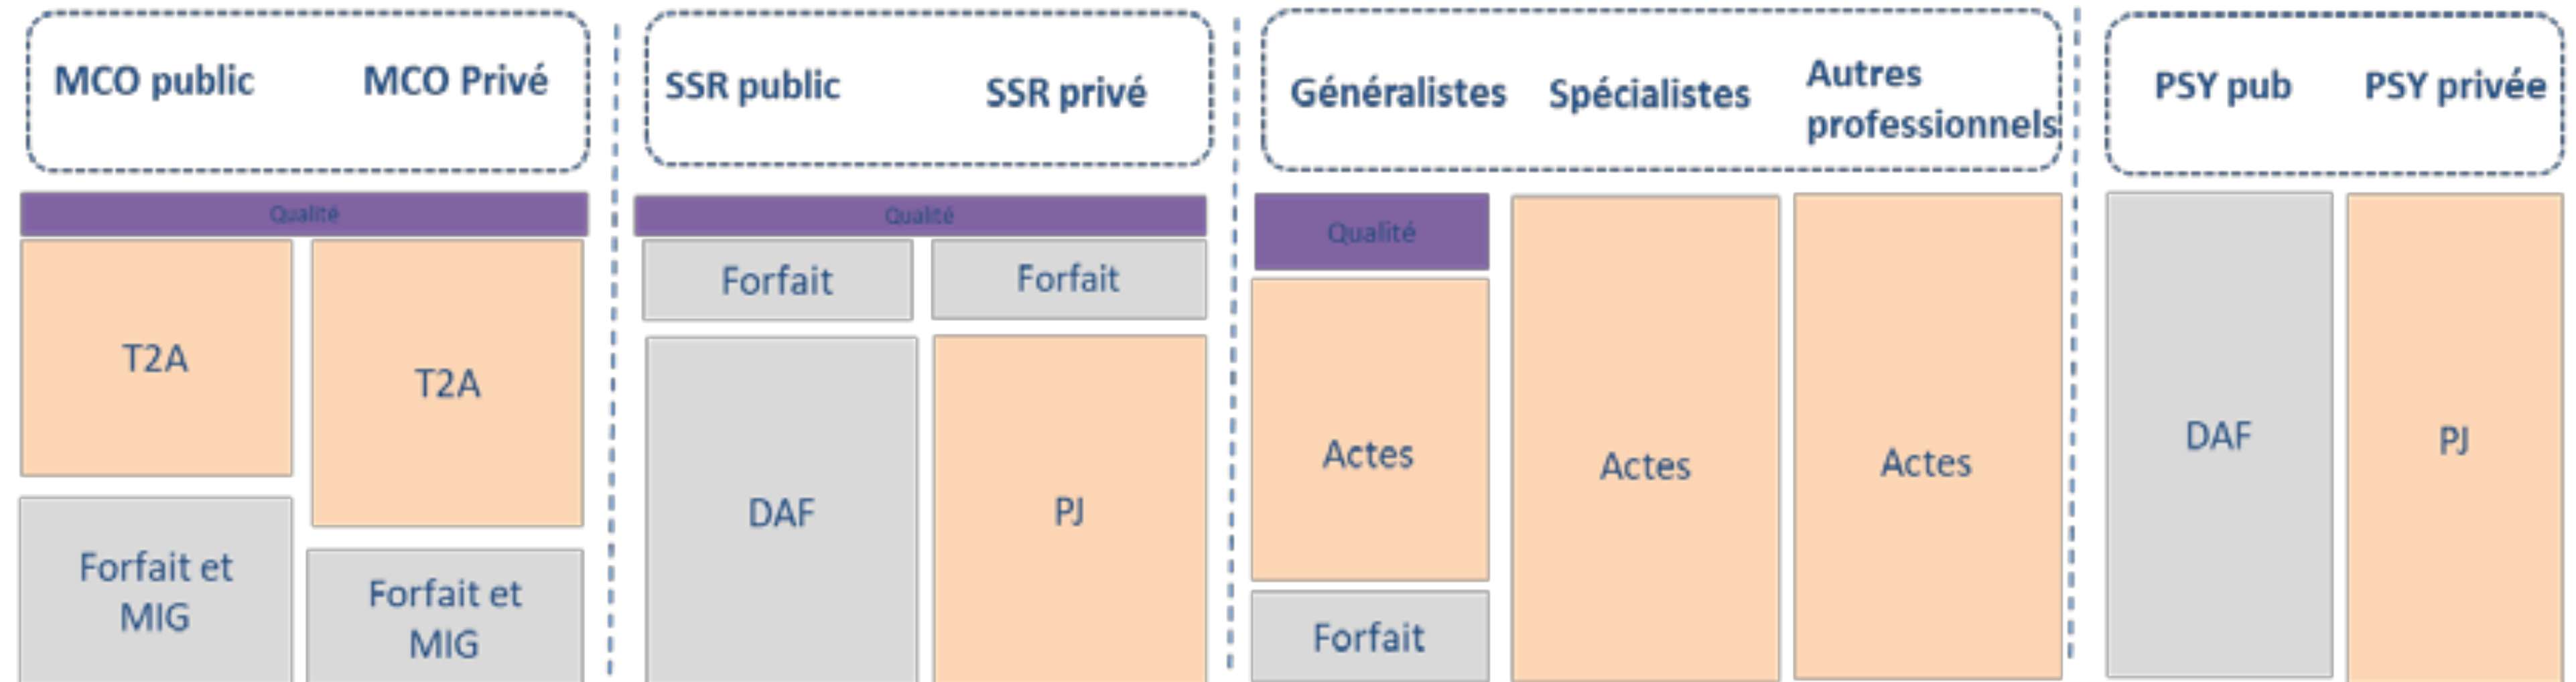 MCO public
MCO Privé
SSR public
SSR privé
Généralistes
Spécialistes
Autres
professionnels
PSY pub
PSY privée
Qualité
T2A
T2A
Forfait et
MIG
Forfait et
MIG
Qualité
Forfait
Forfait
DAF
PJ
Qualité
Actes
Forfait
Actes
Actes
DAF
PJ